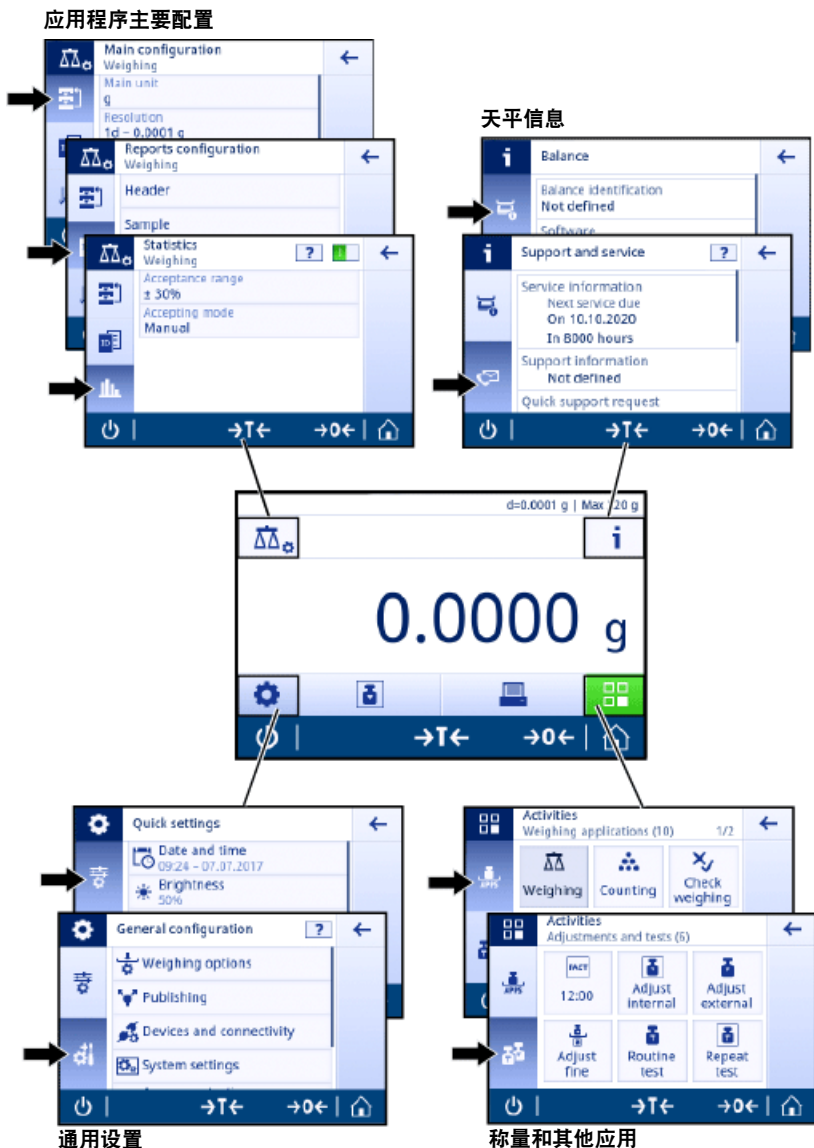 应用程序主要配置
Main configuration
Weighing
Main unit
g
Resolution
1d – 0.0001 g
Reports configuration
Weighing
Header
Sample
Statistics
Weighing
?
Acceptance range
± 30%
Accepting mode
Manual
→T←
→0←
天平信息
i
Balance
Balance identification
Not defined
Software
i
Support and service
?
Service information
Next service due
On 10.10.2020
In 8000 hours
Support information
Not defined
Quick support request
→T←
→0←
d=0.0001 g | Max 120 g
i
0.0000 g
→T←
→0←
Quick settings
Date and time
09:24 – 07.07.2017
Brightness
50%
General configuration
?
Weighing options
Publishing
Devices and connectivity
System settings
→T←
→0←
通用设置
Activities
Weighing applications (10)
1/2
APPS
Weighing
Counting
Check weighing
Activities
Adjustments and tests (6)
APPS
FACT
12:00
Adjust internal
Adjust external
Adjust fine
Routine test
Repeat test
→T←
→0←
称量和其他应用